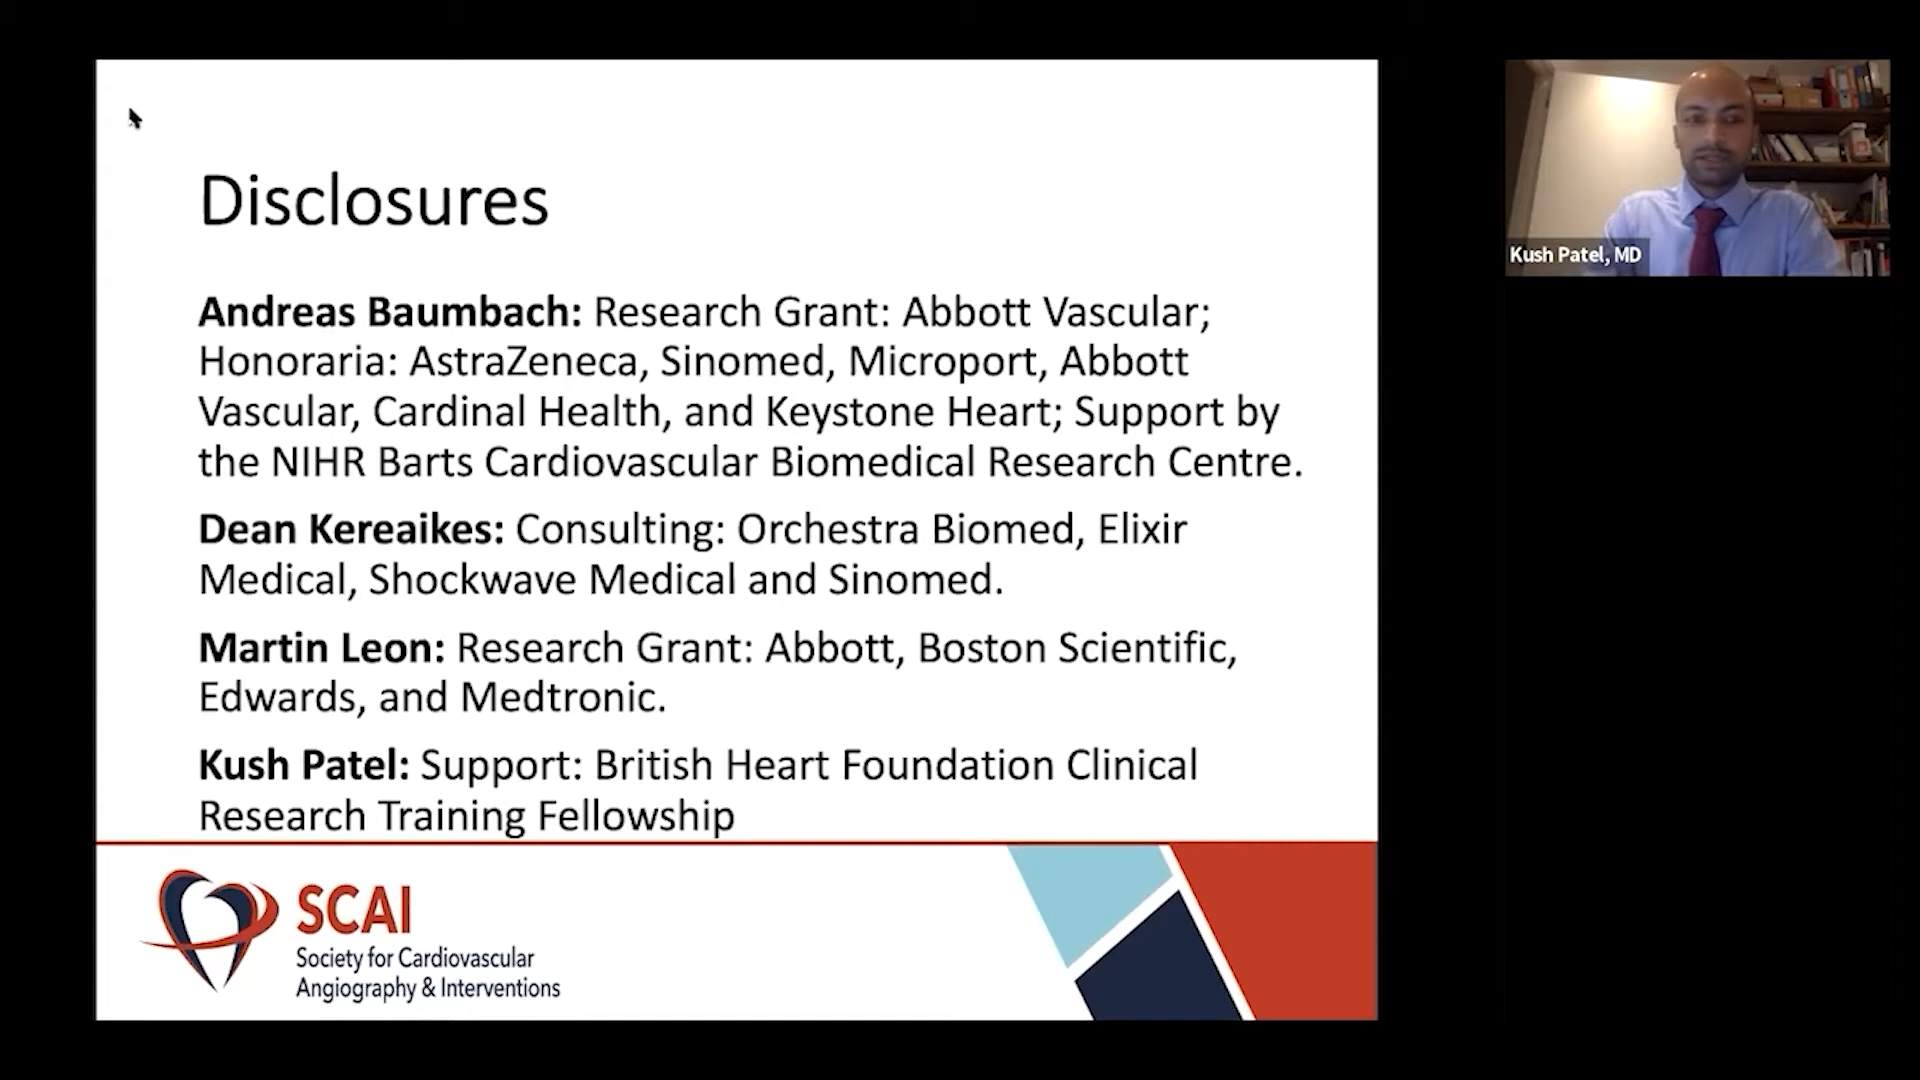 Disclosures
Andreas Baumbach: Research Grant: Abbott Vascular;
Honoraria: AstraZeneca, Sinomed, Microport, Abbott
Vascular, Cardinal Health, and Keystone Heart; Support by
the NIHR Barts Cardiovascular Biomedical Research Centre.
Dean Kereaikes: Consulting: Orchestra Biomed, Elixir
Medical, Shockwave Medical and Sinomed.
Martin Leon: Research Grant: Abbott, Boston Scientific,
Edwards, and Medtronic.
Kush Patel: Support: British Heart Foundation Clinical
Research Training Fellowship
SCAI
Society for Cardiovascular
Angiography & Interventions
Kush Patel, MD